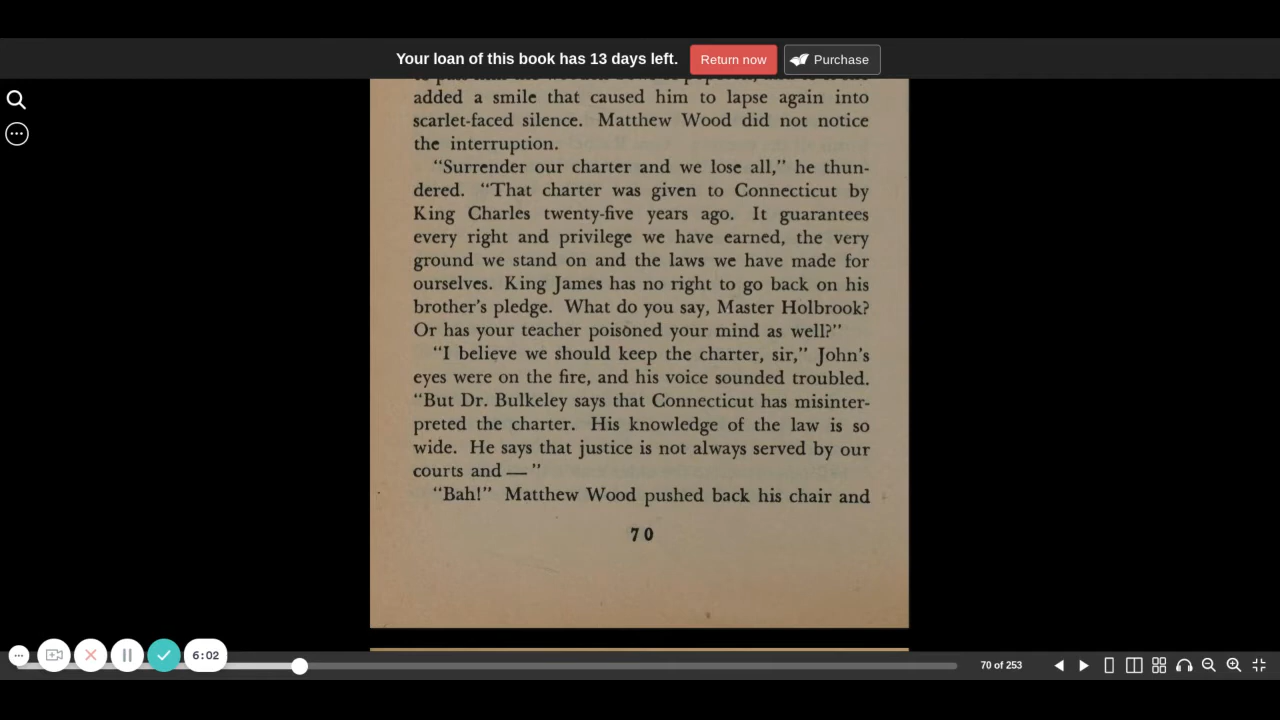 Your loan of this book has 13 days left.
Return now
Purchase
added a smile that caused him to lapse again into
scarlet-faced silence. Matthew Wood did not notice
the interruption.
"Surrender our charter and we lose all," he thun-
dered. "That charter was given to Connecticut by
King Charles twenty-five years ago. It guarantees
every right and privilege we have earned, the very
ground we stand on and the laws we have made for
ourselves. King James has no right to go back on his
brother's pledge. What do you say, Master Holbrook?
Or has your teacher poisoned your mind as well?"
"I believe we should keep the charter, sir," John's
eyes were on the fire, and his voice sounded troubled.
"But Dr. Bulkeley says that Connecticut has misinter-
preted the charter. His knowledge of the law is so
wide. He says that justice is not always served by our
courts and — "
"Bah!" Matthew Wood pushed back his chair and
70
6:02
70 of 253